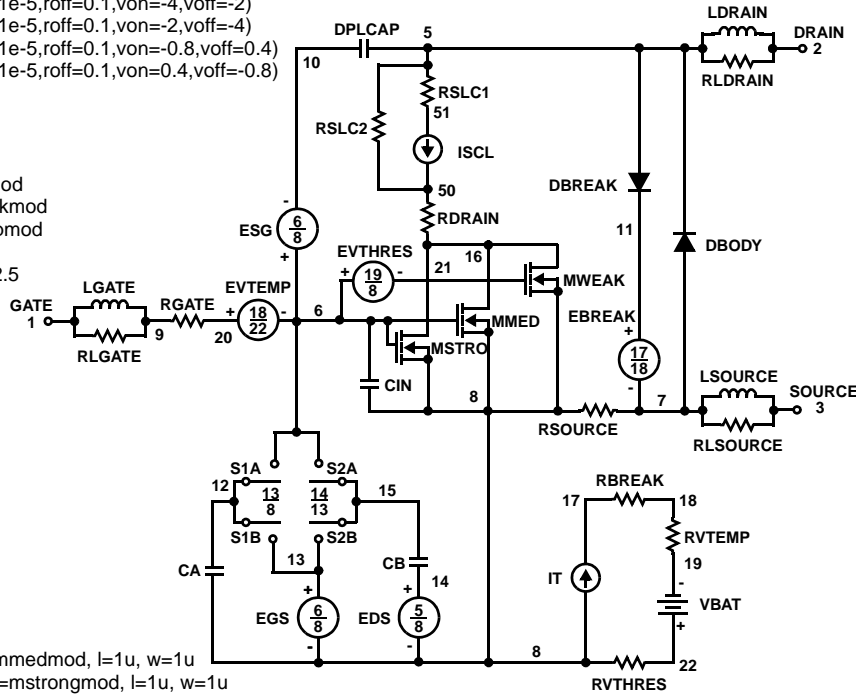 1e-5,roff=0.1,von=-4,voff=-2)
1e-5,roff=0.1,von=-2,voff=-4)
1e-5,roff=0.1,von=-0.8,voff=0.4)
1e-5,roff=0.1,von=0.4,voff=-0.8)
LDRAIN
DPLCAP 5 DRAIN
10 2
RSLC1 RLDRAIN
51
RSLC2
ISCL
od
kmod DBREAK
50
omod - RDRAIN
ESG 6 8 11 DBODY
+ EVTHRES 16
2.5 + 19 8 - 21 MWEAK
GATE LGATE RGATE EVTEMP
1 + 18 22 - 6 MMED EBREAK +
9 20 MSTRO 17 18
RLGATE CIN - LSOURCE SOURCE
8 7 3
RSOURCE RLSOURCE
S1A S2A RBREAK
12 13 8 14 13 15 17 18
S1B S2B RVTEMP
13 CB 19
CA 14 IT -
+ + VBAT
EGS 6 8 EDS 5 8 +
- - 8 22
mmedmod, l=1u, w=1u
=mstrongmod, l=1u, w=1u RVTHRES